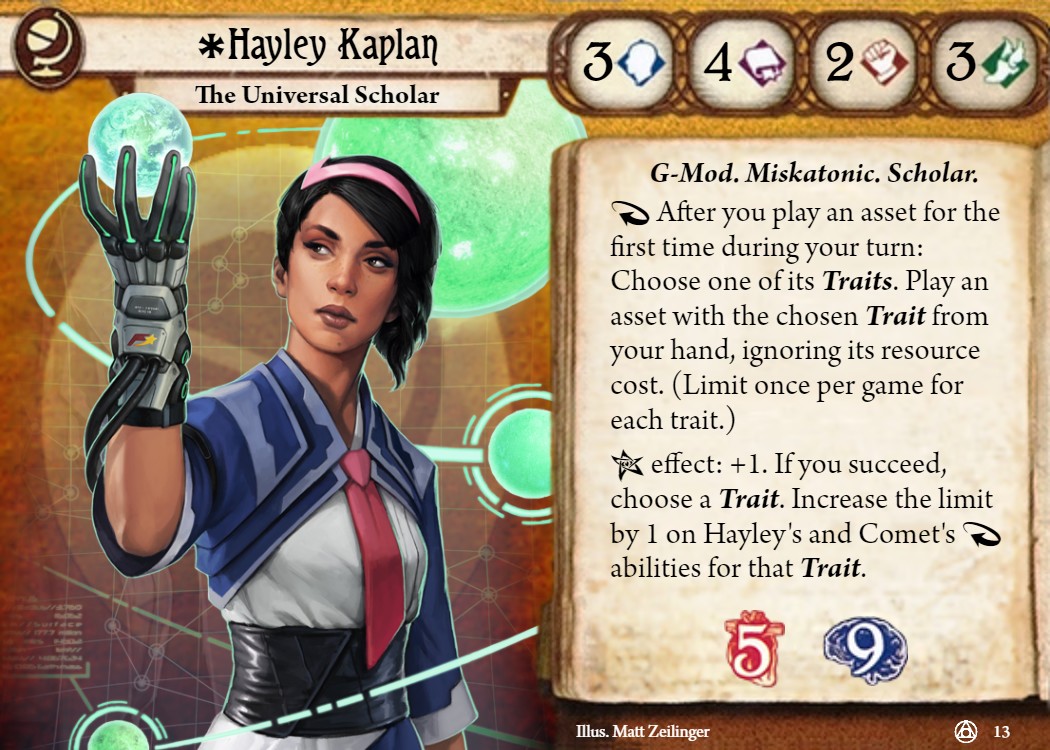 *Hayley Kaplan
The Universal Scholar
3 4 2 3
G-Mod. Miskatonic. Scholar.
After you play an asset for the
first time during your turn:
Choose one of its Traits. Play an
asset with the chosen Trait from
your hand, ignoring its resource
cost. (Limit once per game for
each trait.)
effect: +1. If you succeed,
choose a Trait. Increase the limit
by 1 on Hayley's and Comet's
abilities for that Trait.
5 9
Illus. Matt Zeilinger
13